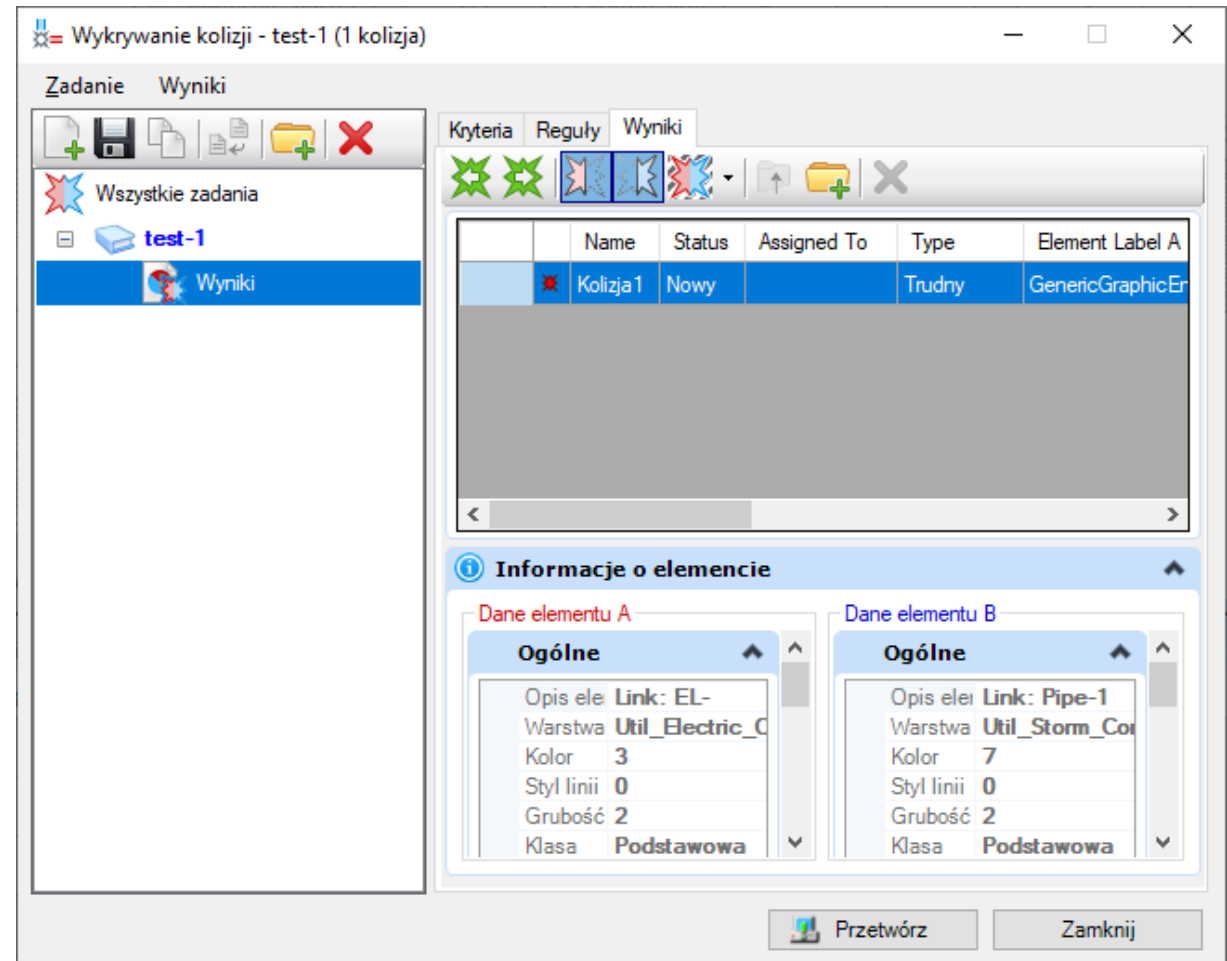 Wykrywanie kolizji - test-1 (1 kolizja)
Zadanie Wyniki
Wszystkie zadania
test-1
Wyniki
Kryteria Reguły Wyniki
Name Status Assigned To Type Element Label A
Kolizja1 Nowy Trudny GenericGraphicEn
Informacje o elemencie
Dane elementu A
Ogólne
Opis eler Link: EL-
Warstwa Util_Electric_C
Kolor 3
Styl linii 0
Grubość 2
Klasa Podstawowa
Dane elementu B
Ogólne
Opis eler Link: Pipe-1
Warstwa Util_Storm_Con
Kolor 7
Styl linii 0
Grubość 2
Klasa Podstawowa
Przetwórz Zamknij